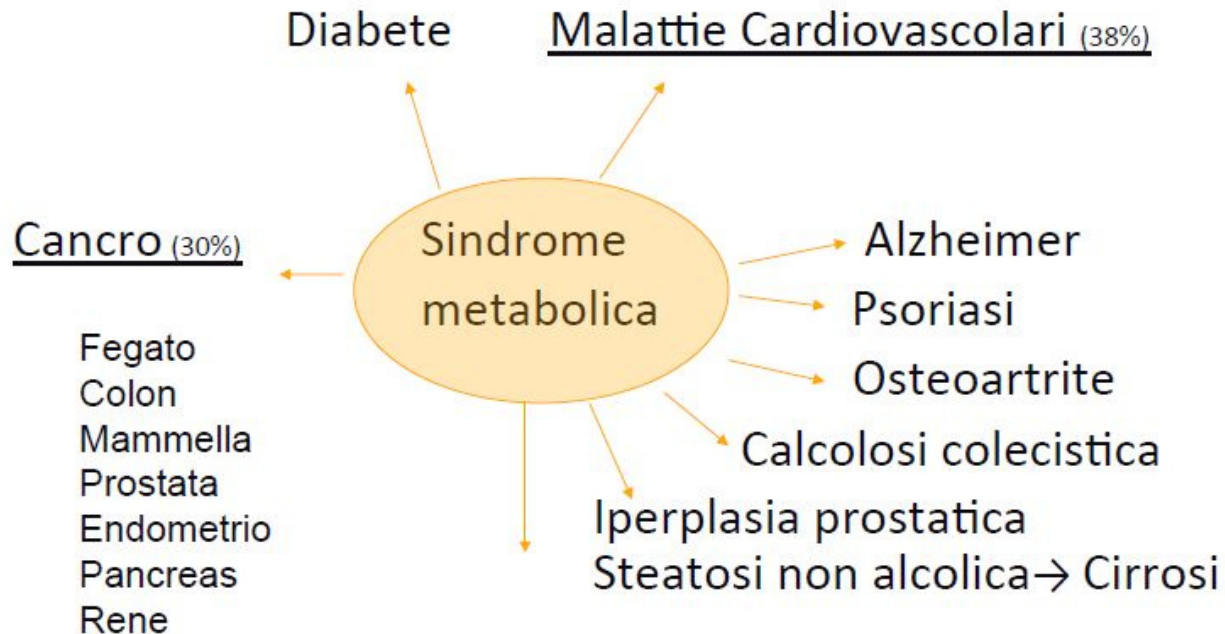 Diabete
Malattie Cardiovascolari (38%)
Cancro (30%)
Sindrome
metabolica
Alzheimer
Psoriasi
Osteoartrite
Calcolosi colecistica
Iperplasia prostatica
Steatosi non alcolica→ Cirrosi
Fegato
Colon
Mammella
Prostata
Endometrio
Pancreas
Rene